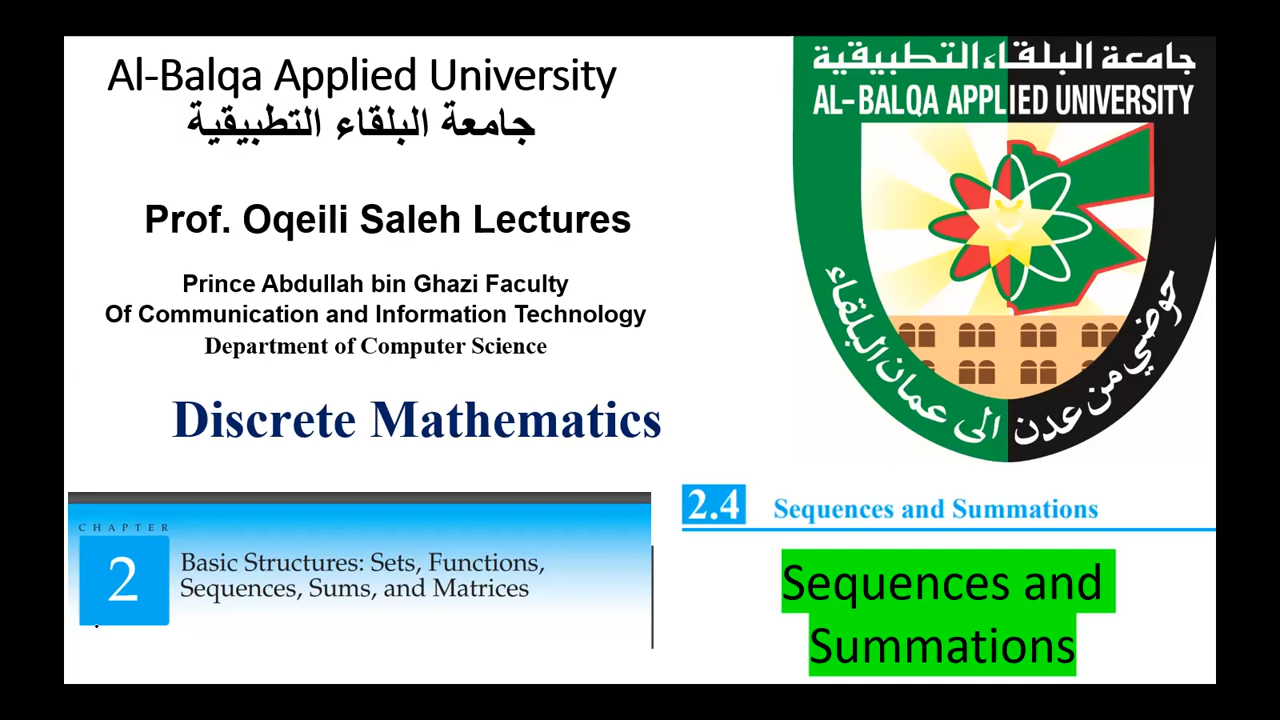 Al-Balqa Applied University
جامعة البلقاء التطبيقية
Prof. Oqeili Saleh Lectures
Prince Abdullah bin Ghazi Faculty
Of Communication and Information Technology
Department of Computer Science
Discrete Mathematics
CHAPTER
2
Basic Structures: Sets, Functions,
Sequences, Sums, and Matrices
جامعة البلقاء التطبيقية
AL-BALQA APPLIED UNIVERSITY
حوضي من عدن الى عمان البلقاء
2.4 Sequences and Summations
Sequences and
Summations